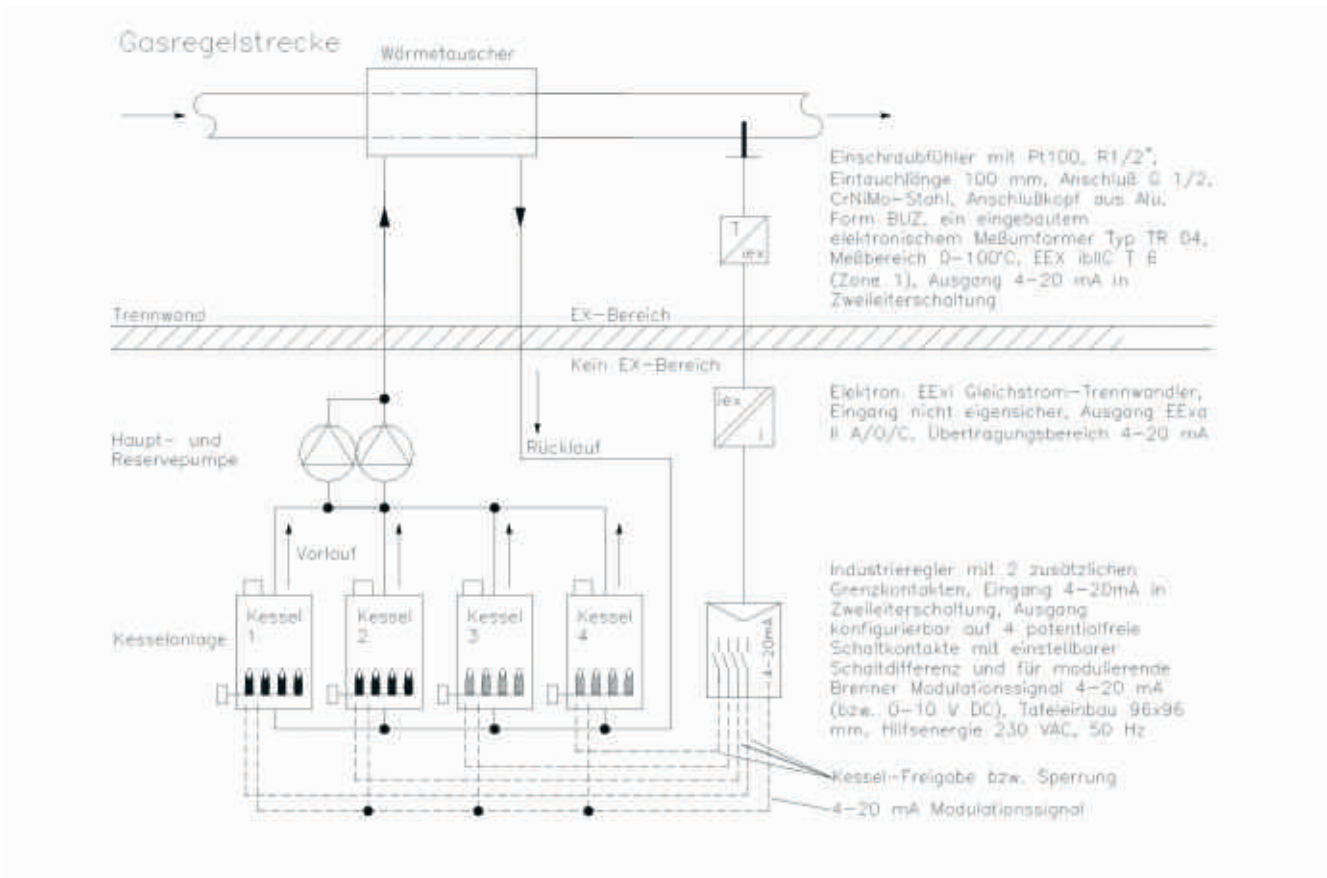 Gasregelstrecke
Wärmetauscher
Einschraubfühler mit Pt100, R1/2",
Eintauchlänge 100 mm, Anschluß G 1/2,
CrNiMo-Stahl, Anschlußkopf aus Alu,
Form BUZ, ein eingebautem
elektronischem Meßumformer Typ TR 04,
Meßbereich 0-100°C, EEX ibIIC T 6
(Zone 1), Ausgang 4-20 mA in
Zweileiterschaltung
T
iex
Trennwand
EX-Bereich
Kein EX-Bereich
iex
i
Elektron. EExi Gleichstrom-Trennwandler,
Eingang nicht eigensicher, Ausgang EExa
II A/O/C, Übertragungsbereich 4-20 mA
Haupt- und
Reservepumpe
Rücklauf
Vorlauf
Kesselanlage
Kessel
1
Kessel
2
Kessel
3
Kessel
4
4-20mA
Industrieregler mit 2 zusätzlichen
Grenzkontakten, Eingang 4-20mA in
Zweileiterschaltung, Ausgang
konfigurierbar auf 4 potentialfreie
Schaltkontakte mit einstellbarer
Schaltdifferenz und für modulierende
Brenner Modulationssignal 4-20 mA
(bzw. 0-10 V DC), Tafeleinbau 96x96
mm, Hilfsenergie 230 VAC, 50 Hz
Kessel-Freigabe bzw. Sperrung
4-20 mA Modulationssignal